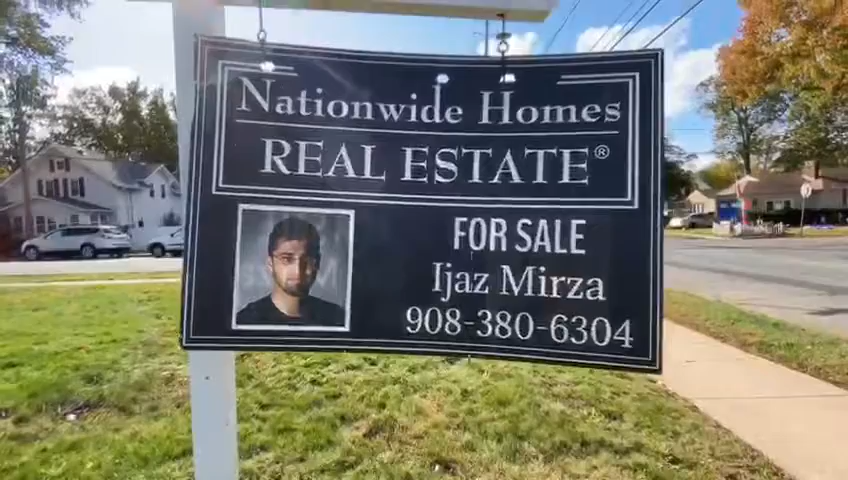 Nationwide Homes
REAL ESTATE®
FOR SALE
Ijaz Mirza
908-380-6304